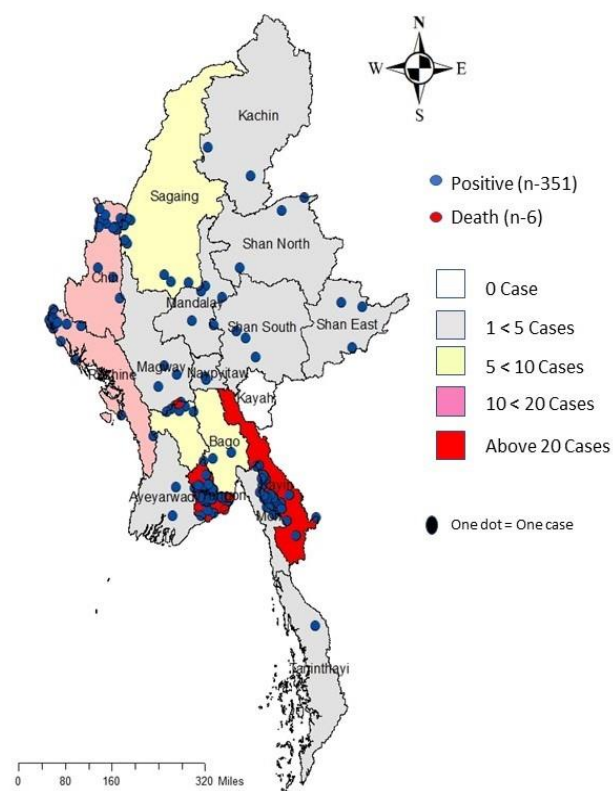 N
W E
S
Kachin
Sagaing
Shan North
Chin
Mandalay
Shan South
Shan East
Magway
Naypyitaw
Rakhine
Kayah
Bago
Ayeyarwady
Yangon
Kayin
Mon
Taninthayi
Positive (n-351)
Death (n-6)
0 Case
1 < 5 Cases
5 < 10 Cases
10 < 20 Cases
Above 20 Cases
One dot = One case
0 80 160 320 Miles